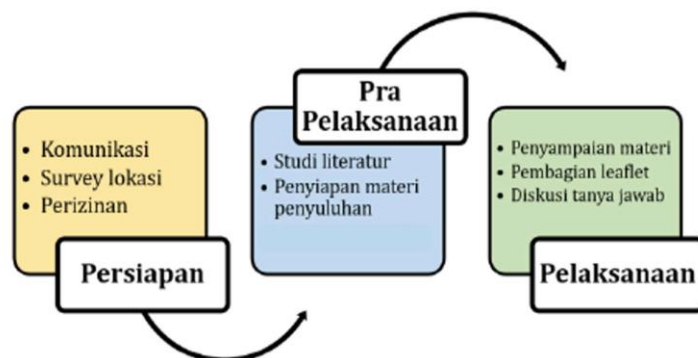 • Komunikasi
• Survey lokasi
• Perizinan
Persiapan
Pra
Pelaksanaan
• Studi literatur
• Penyiapan materi
penyuluhan
• Penyampaian materi
• Pembagian leaflet
• Diskusi tanya jawab
Pelaksanaan